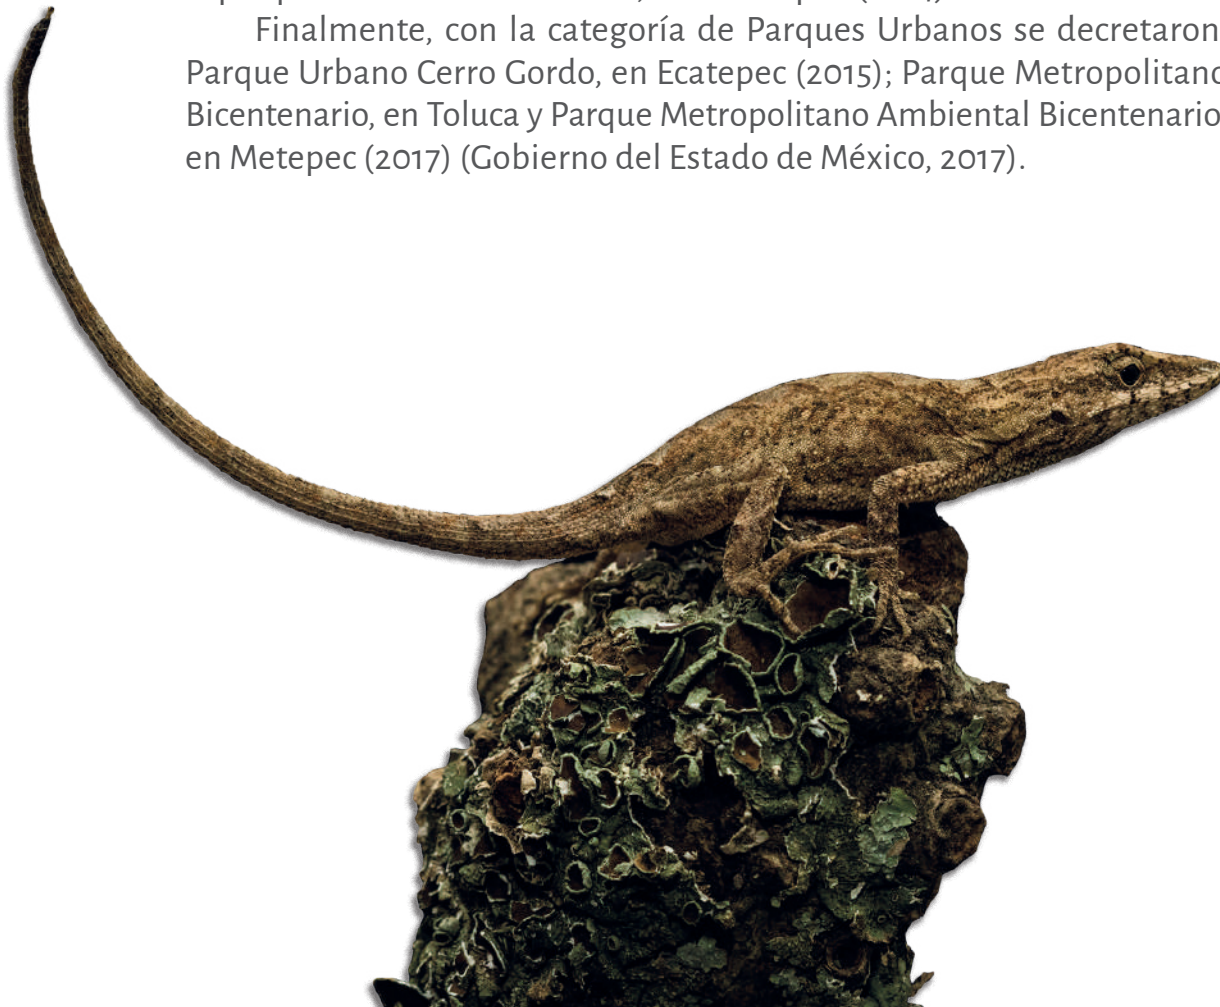 Finalmente, con la categoría de Parques Urbanos se decretaron
Parque Urbano Cerro Gordo, en Ecatepec (2015); Parque Metropolitano
Bicentenario, en Toluca y Parque Metropolitano Ambiental Bicentenario
en Metepec (2017) (Gobierno del Estado de México, 2017).